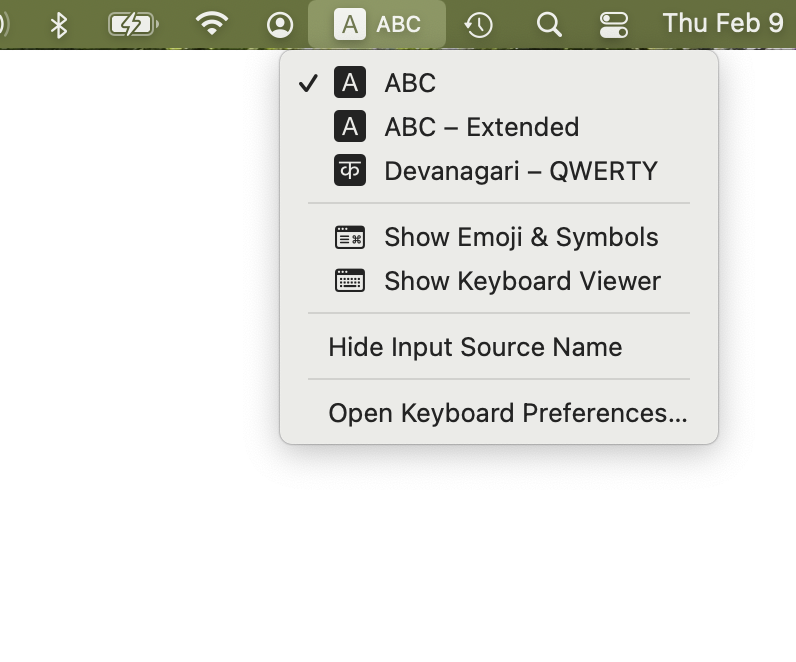 A ABC Thu Feb 9
A ABC
A ABC – Extended
क Devanagari – QWERTY
Show Emoji & Symbols
Show Keyboard Viewer
Hide Input Source Name
Open Keyboard Preferences...